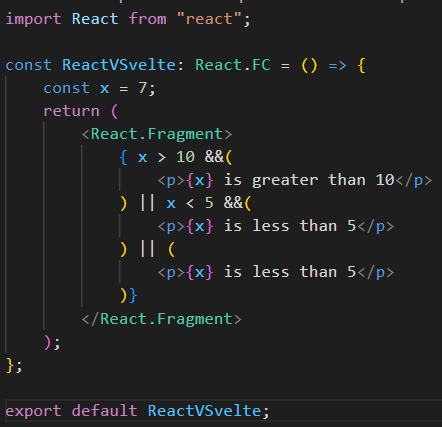 import React from "react";
const ReactVSvelte: React.FC = () => {
const x = 7;
return (
<React.Fragment>
{ x > 10 &&(
<p>{x} is greater than 10</p>
) || x < 5 &&(
<p>{x} is less than 5</p>
) || (
<p>{x} is less than 5</p>
)}
</React.Fragment>
);
};
export default ReactVSvelte;